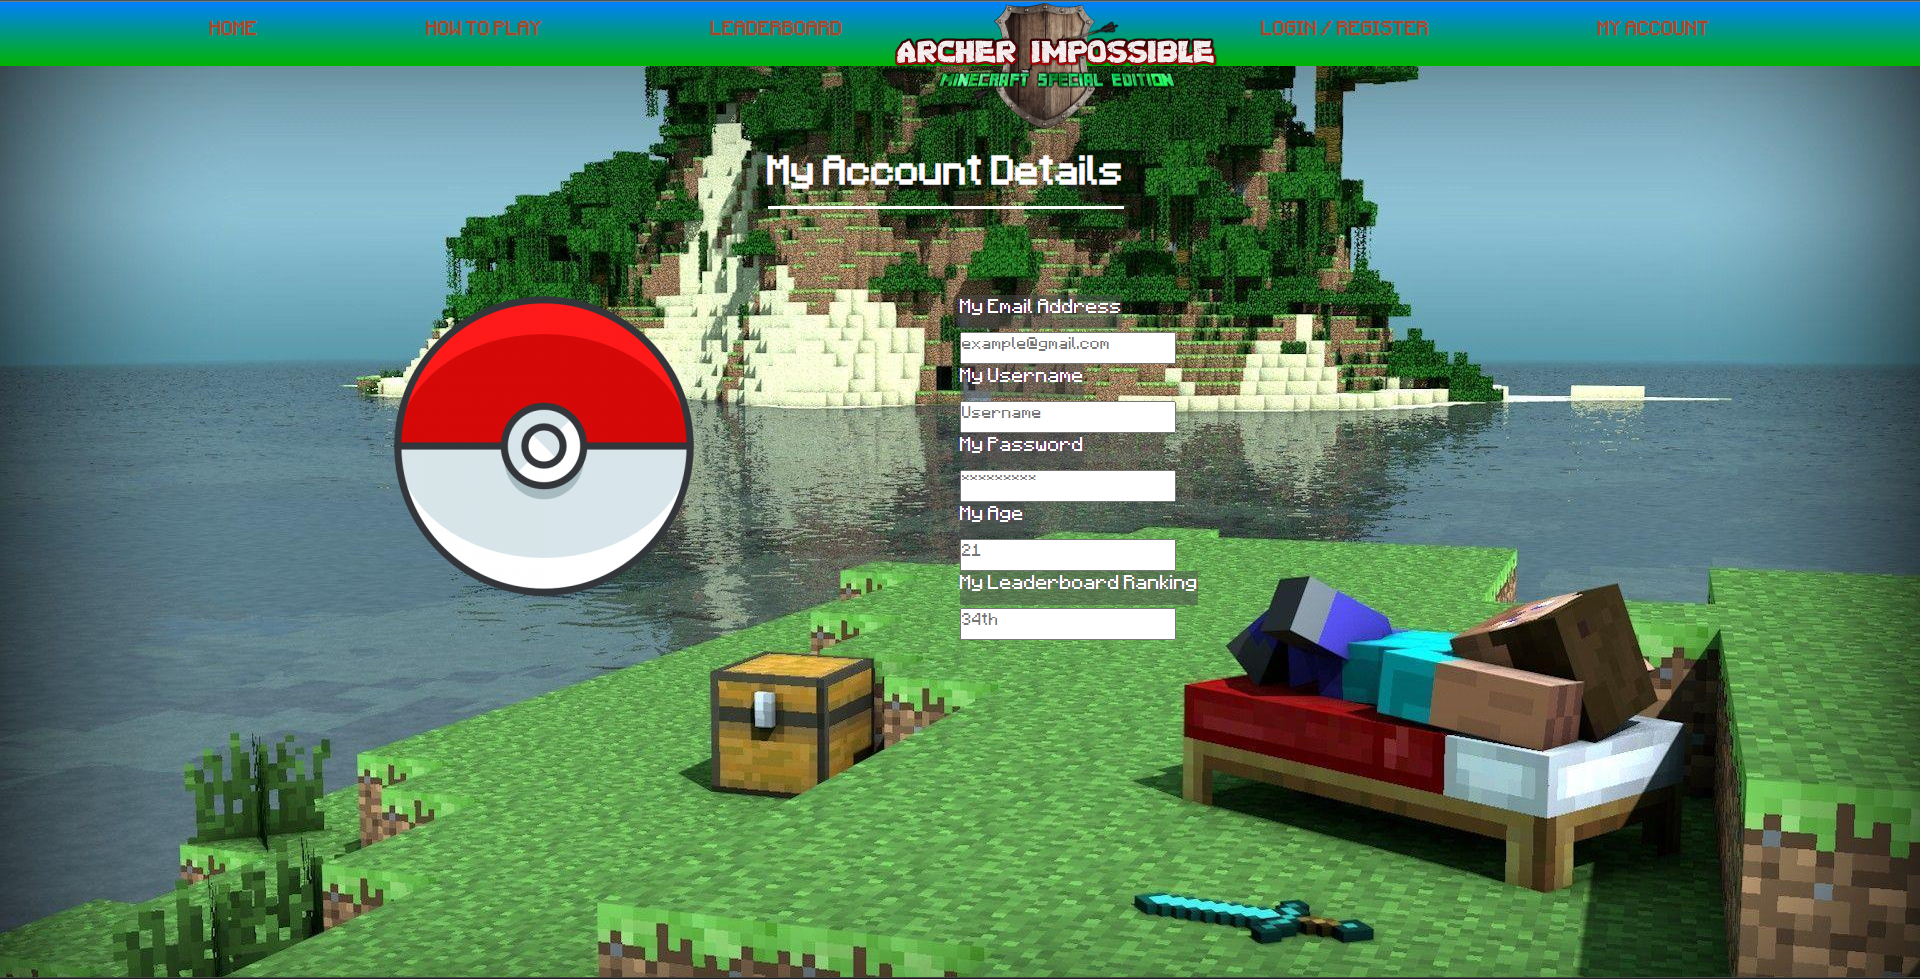 HOME
HOW TO PLAY
LEADERBOARD
ARCHER IMPOSSIBLE
MINECRAFT SPECIAL EDITION
LOGIN / REGISTER
MY ACCOUNT
My Account Details
My Email Address
example@gmail.com
My Username
Username
My Password
*********
My Age
21
My Leaderboard Ranking
34th